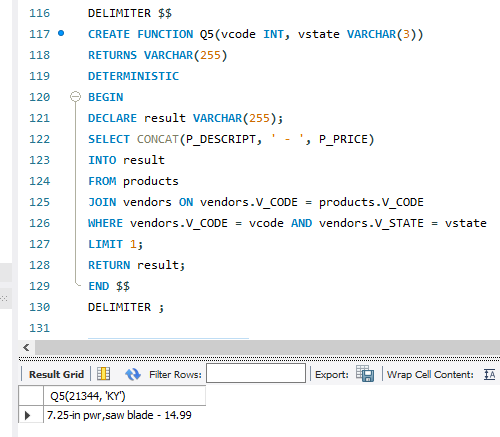 116 DELIMITER $$
117 CREATE FUNCTION Q5(vcode INT, vstate VARCHAR(3))
118 RETURNS VARCHAR(255)
119 DETERMINISTIC
120 BEGIN
121 DECLARE result VARCHAR(255);
122 SELECT CONCAT(P_DESCRIPT, ' - ', P_PRICE)
123 INTO result
124 FROM products
125 JOIN vendors ON vendors.V_CODE = products.V_CODE
126 WHERE vendors.V_CODE = vcode AND vendors.V_STATE = vstate
127 LIMIT 1;
128 RETURN result;
129 END $$
130 DELIMITER ;
131
Result Grid Filter Rows: Export: Wrap Cell Content: IA
Q5(21344, 'KY')
7.25-in pwr,saw blade - 14.99